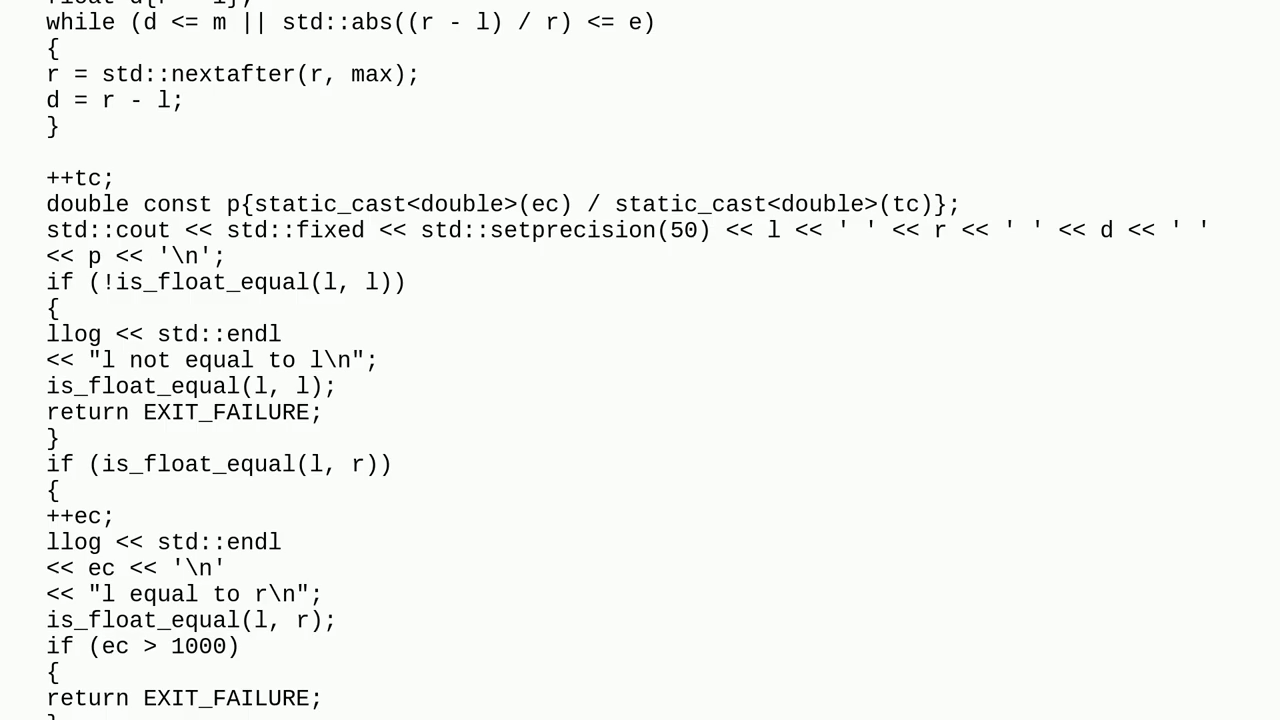 while (d <= m || std::abs((r - l) / r) <= e)
{
r = std::nextafter(r, max);
d = r - l;
}
++tc;
double const p{static_cast<double>(ec) / static_cast<double>(tc)};
std::cout << std::fixed << std::setprecision(50) << l << ' ' << r << ' ' << d << ' '
<< p << '\n';
if (!is_float_equal(l, l))
{
llog << std::endl
<< "l not equal to l\n";
is_float_equal(l, l);
return EXIT_FAILURE;
}
if (is_float_equal(l, r))
{
++ec;
llog << std::endl
<< ec << '\n'
<< "l equal to r\n";
is_float_equal(l, r);
if (ec > 1000)
{
return EXIT_FAILURE;